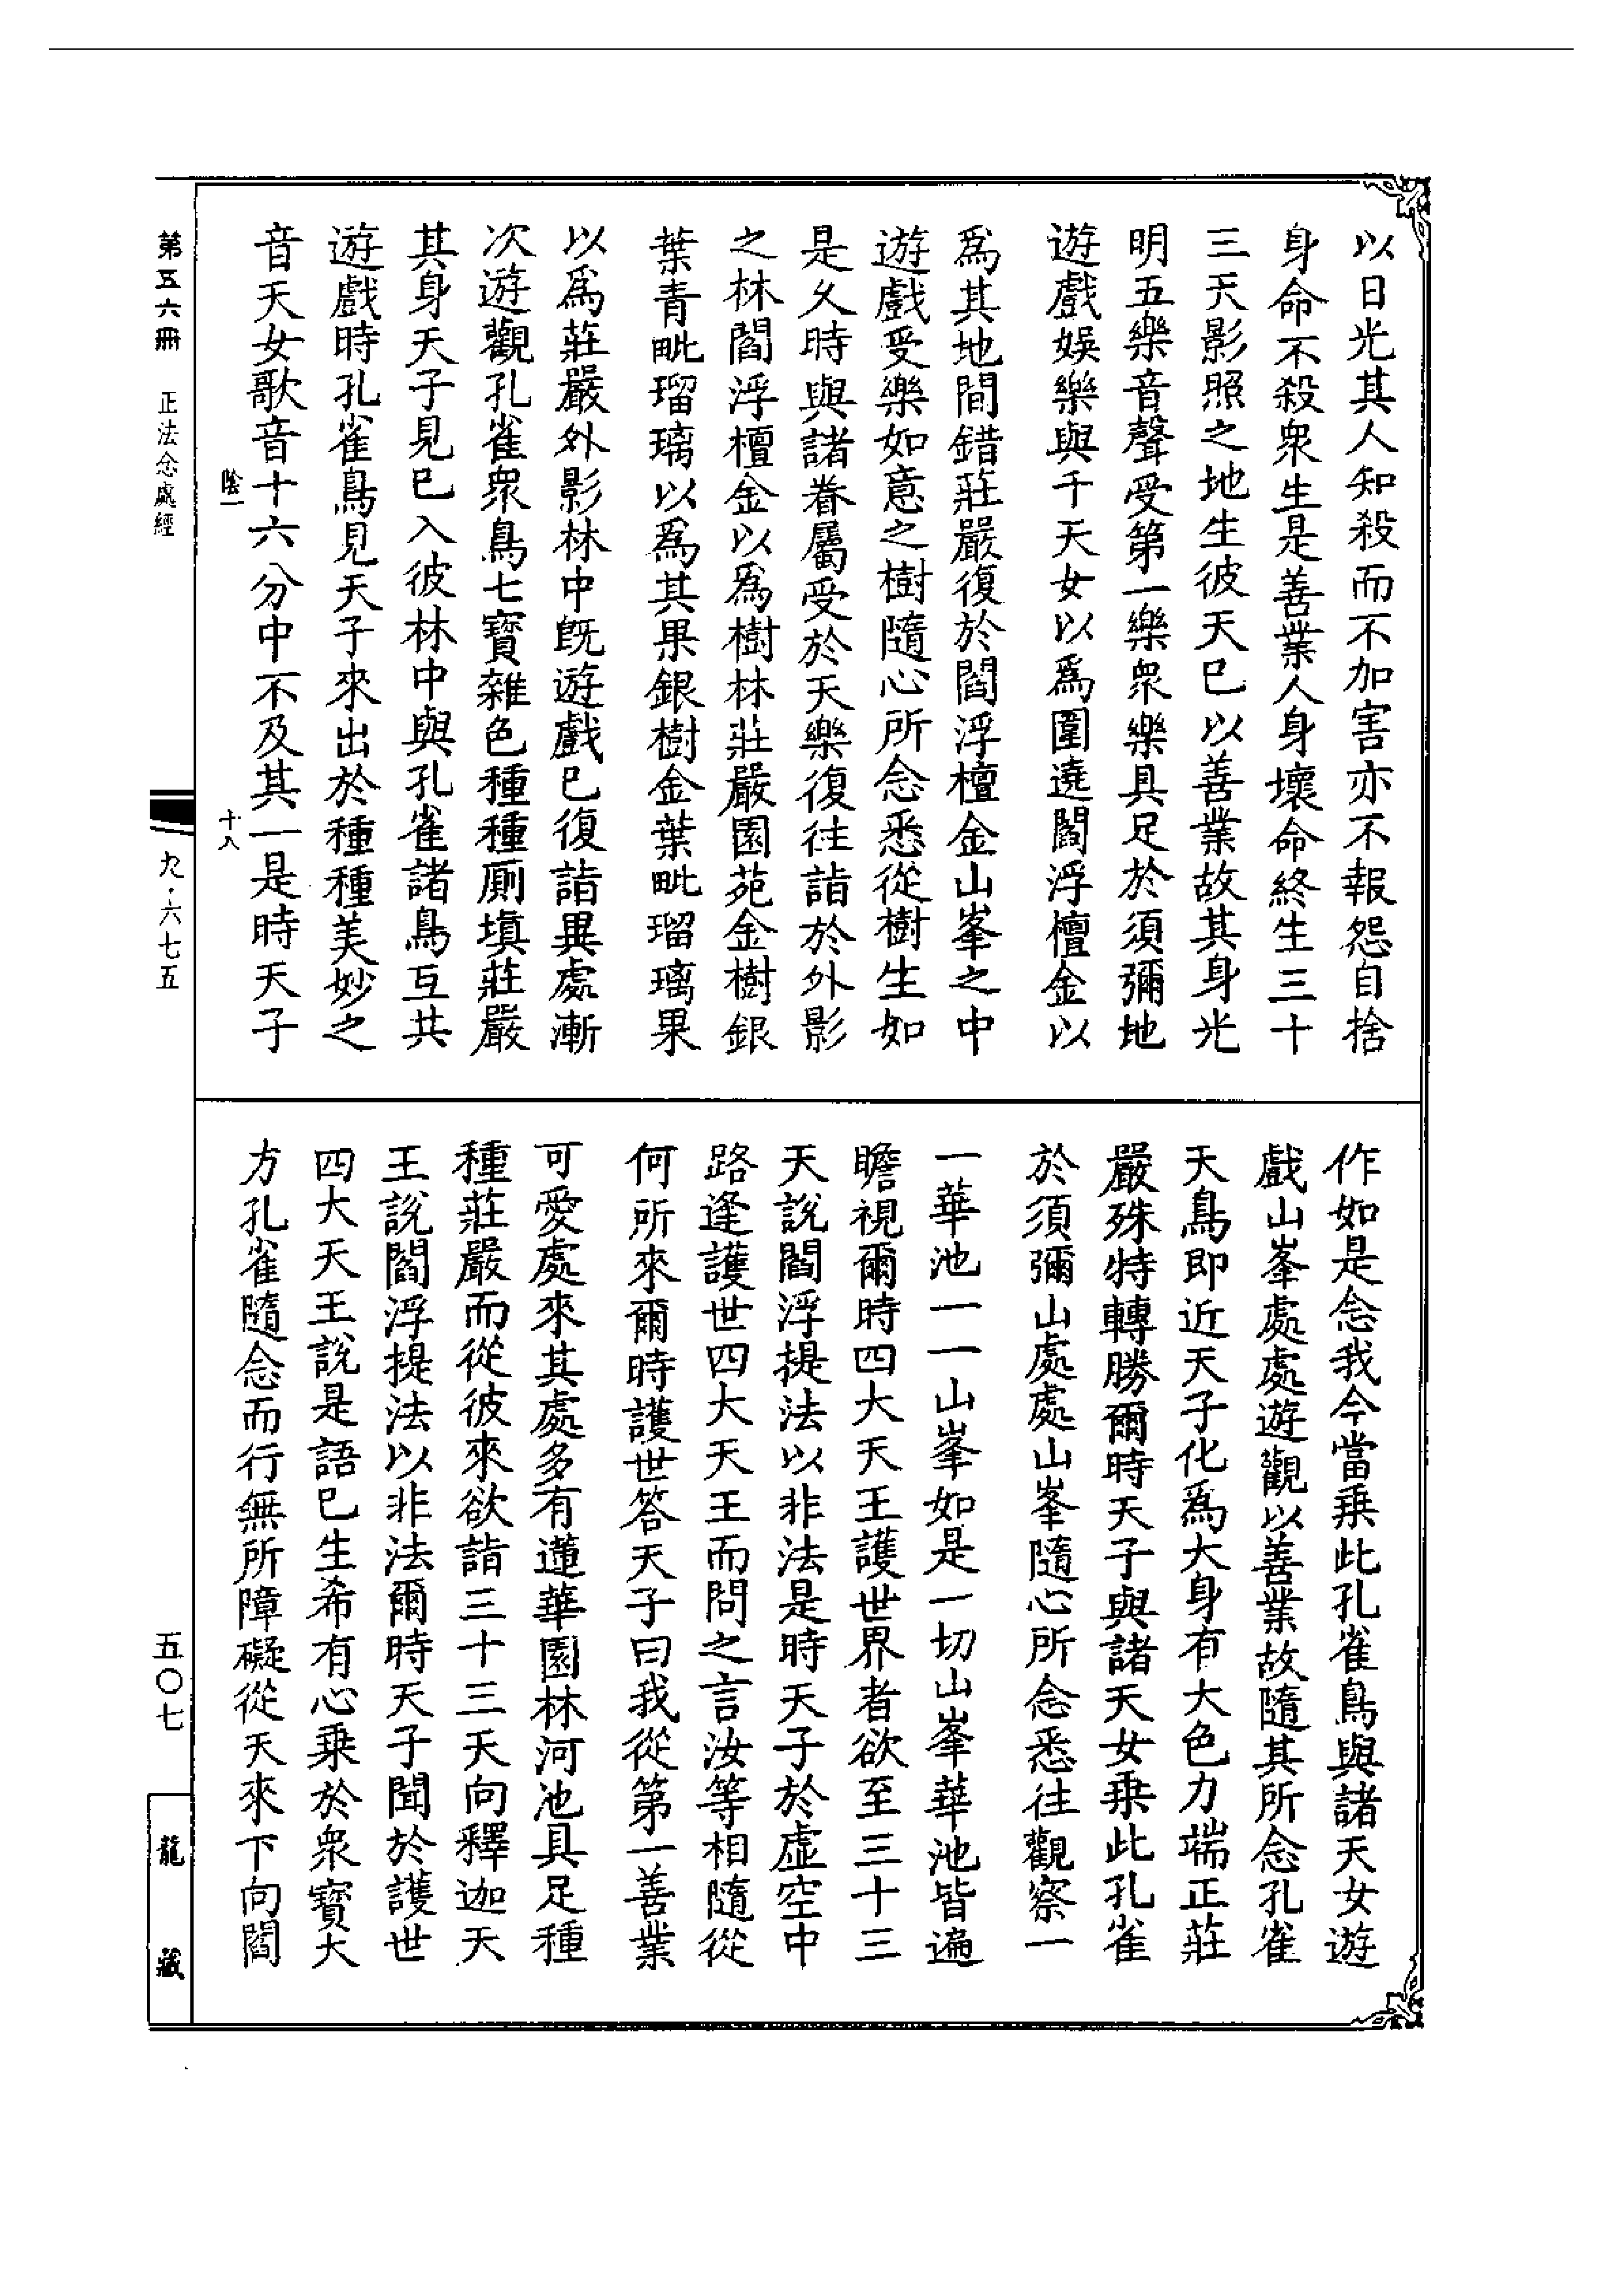 以日光其人知殺而不加害亦不報怨自捨
身命不殺衆生是善業人身壞命終生三十
三天影照之地生彼天已以善業故其身光
明五樂音聲受第一樂衆樂具足於須彌地
遊戲娛樂與千天女以爲圍遶閻浮檀金以
爲其地間錯莊嚴復於閻浮檀金山峯之中
遊戲受樂如意之樹隨心所念悉從樹生如
是久時與諸眷屬受於天樂復往詣於外影
之林閻浮檀金以爲樹林莊嚴園苑金樹銀
葉青毗瑠璃以爲其果銀樹金葉毗瑠璃果
以爲莊嚴外影林中旣遊戲已復詣異處漸
次遊觀孔雀衆鳥七寶雜色種種廁塡莊嚴
其身天子見已入彼林中與孔雀諸鳥互共
遊戲時孔雀鳥見天子來出於種種美妙之
音天女歌音十六分中不及其一是時天子
陰一 十八
作如是念我今當乘此孔雀鳥與諸天女遊
戲山峯處處遊觀以善業故隨其所念孔雀
天鳥即近天子化爲大身有大色力端正莊
嚴殊特轉勝爾時天子與諸天女乘此孔雀
於須彌山處處山峯隨心所念悉往觀察一
一華池一一山峯如是一切山峯華池皆遍
瞻視爾時四大天王護世界者欲至三十三
天說閻浮提法以非法是時天子於虛空中
路逢護世四大天王而問之言汝等相隨從
何所來爾時護世答天子曰我從第一善業
可愛處來其處多有蓮華園林河池具足種
種莊嚴而從彼來欲詣三十三天向釋迦天
王說閻浮提法以非法爾時天子聞於護世
四大天王說是語已生希有心乘於衆寶大
方孔雀隨念而行無所障礙從天來下向閻
第五六冊 正法念處經 九·六七五 五〇七 龍藏